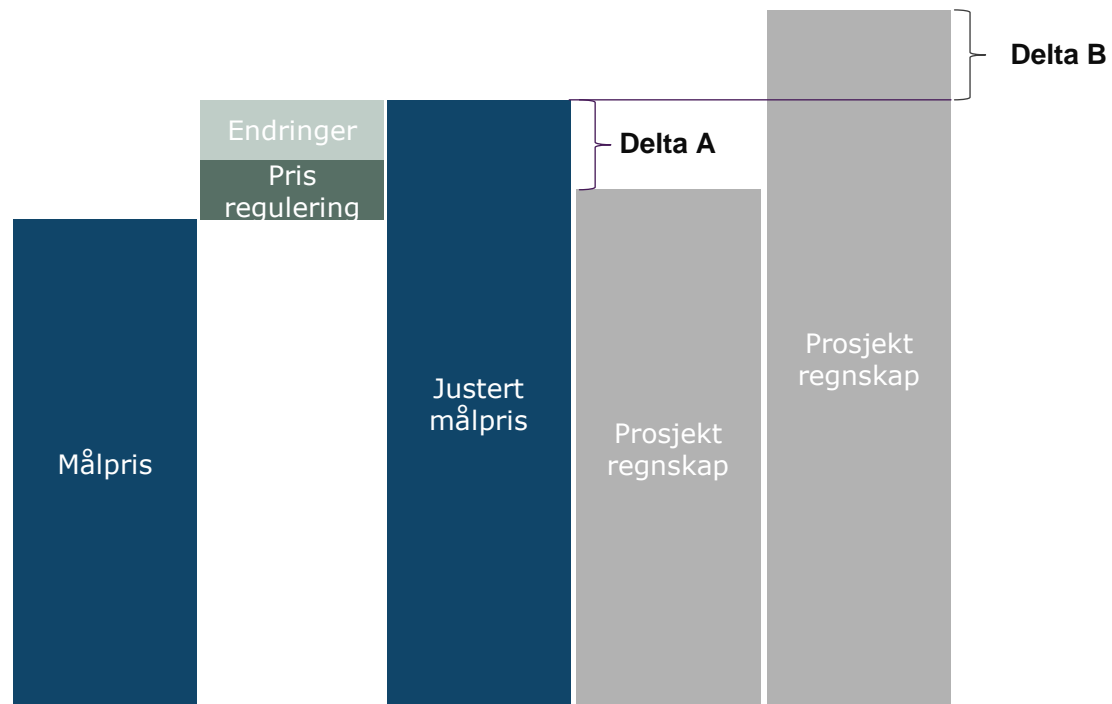 Delta B
Endringer
Delta A
Pris
regulering
Prosjekt
regnskap
Justert
målpris
Prosjekt
regnskap
Målpris